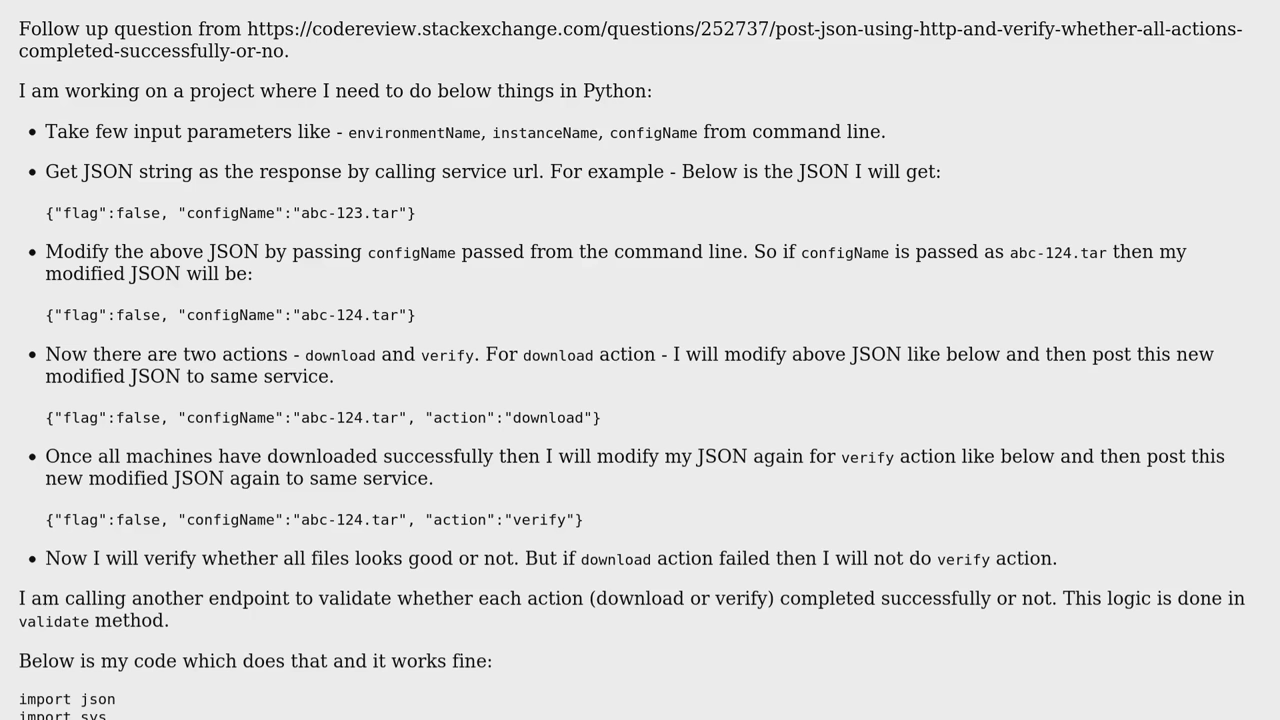 Follow up question from https://codereview.stackexchange.com/questions/252737/post-json-using-http-and-verify-whether-all-actions-
completed-successfully-or-no.
I am working on a project where I need to do below things in Python:
• Take few input parameters like - environmentName, instanceName, configName from command line.
• Get JSON string as the response by calling service url. For example - Below is the JSON I will get:
{"flag":false, "configName":"abc-123.tar"}
• Modify the above JSON by passing configName passed from the command line. So if configName is passed as abc-124.tar then my
modified JSON will be:
{"flag":false, "configName":"abc-124.tar"}
• Now there are two actions - download and verify. For download action - I will modify above JSON like below and then post this new
modified JSON to same service.
{"flag":false, "configName":"abc-124.tar", "action":"download"}
• Once all machines have downloaded successfully then I will modify my JSON again for verify action like below and then post this
new modified JSON again to same service.
{"flag":false, "configName":"abc-124.tar", "action":"verify"}
• Now I will verify whether all files looks good or not. But if download action failed then I will not do verify action.
I am calling another endpoint to validate whether each action (download or verify) completed successfully or not. This logic is done in
validate method.
Below is my code which does that and it works fine:
import json
import sys